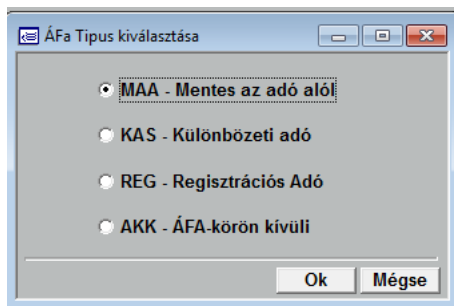 ÁFa Tipus kiválasztása
MAA - Mentes az adó alól
KAS - Különbözeti adó
REG - Regisztrációs Adó
AKK - ÁFA-körön kívüli
Ok Mégse